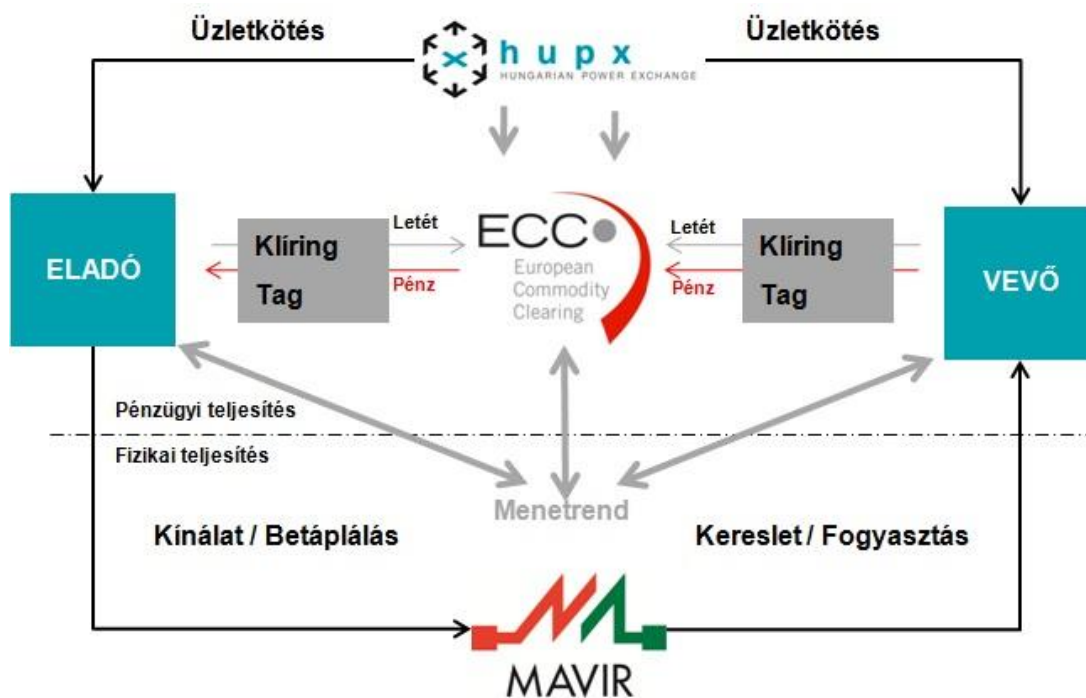 Üzletkötés
hupx
HUNGARIAN POWER EXCHANGE
Üzletkötés
ELADÓ
Klíring
Tag
Letét
Pénz
ECC
European
Commodity
Clearing
Letét
Pénz
Klíring
Tag
VEVŐ
Pénzügyi teljesítés
Fizikai teljesítés
Menetrend
Kínálat / Betáplálás
Kereslet / Fogyasztás
MAVIR